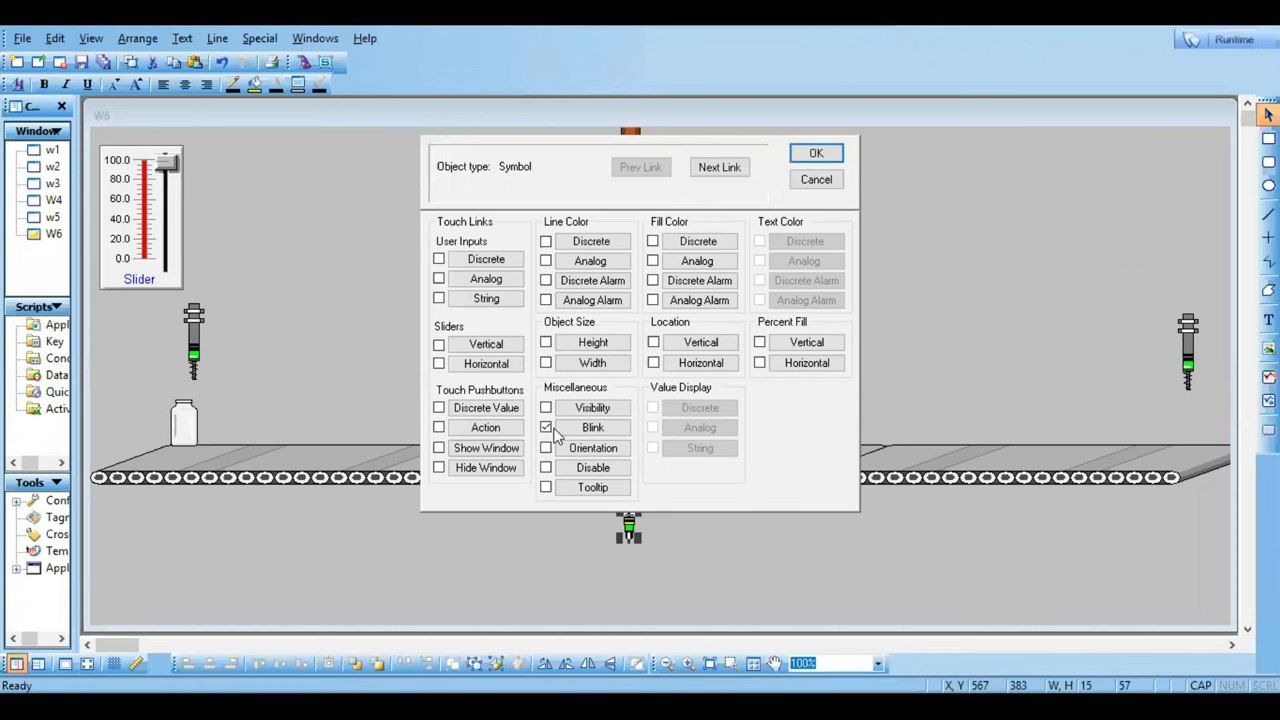 File Edit View Arrange Text Line Special Windows Help
Runtime
C...
Window
w1
w2
w3
W4
w5
W6
Scripts
Appl
Key
Conc
Data
Quic
Activ
Tools
Conf
Tagn
Cros
Tem
Appl
W6
100.0
80.0
60.0
40.0
20.0
0.0
Slider
Object type: Symbol
Prev Link
Next Link
OK
Cancel
Touch Links
User Inputs
Discrete
Analog
String
Sliders
Vertical
Horizontal
Touch Pushbuttons
Discrete Value
Action
Show Window
Hide Window
Line Color
Discrete
Analog
Discrete Alarm
Analog Alarm
Object Size
Height
Width
Miscellaneous
Visibility
Blink
Orientation
Disable
Tooltip
Fill Color
Discrete
Analog
Discrete Alarm
Analog Alarm
Location
Vertical
Horizontal
Value Display
Discrete
Analog
String
Text Color
Discrete
Analog
Discrete Alarm
Analog Alarm
Percent Fill
Vertical
Horizontal
100%
Ready
X, Y 567 383 W, H 15 57 CAP NUM SCRL